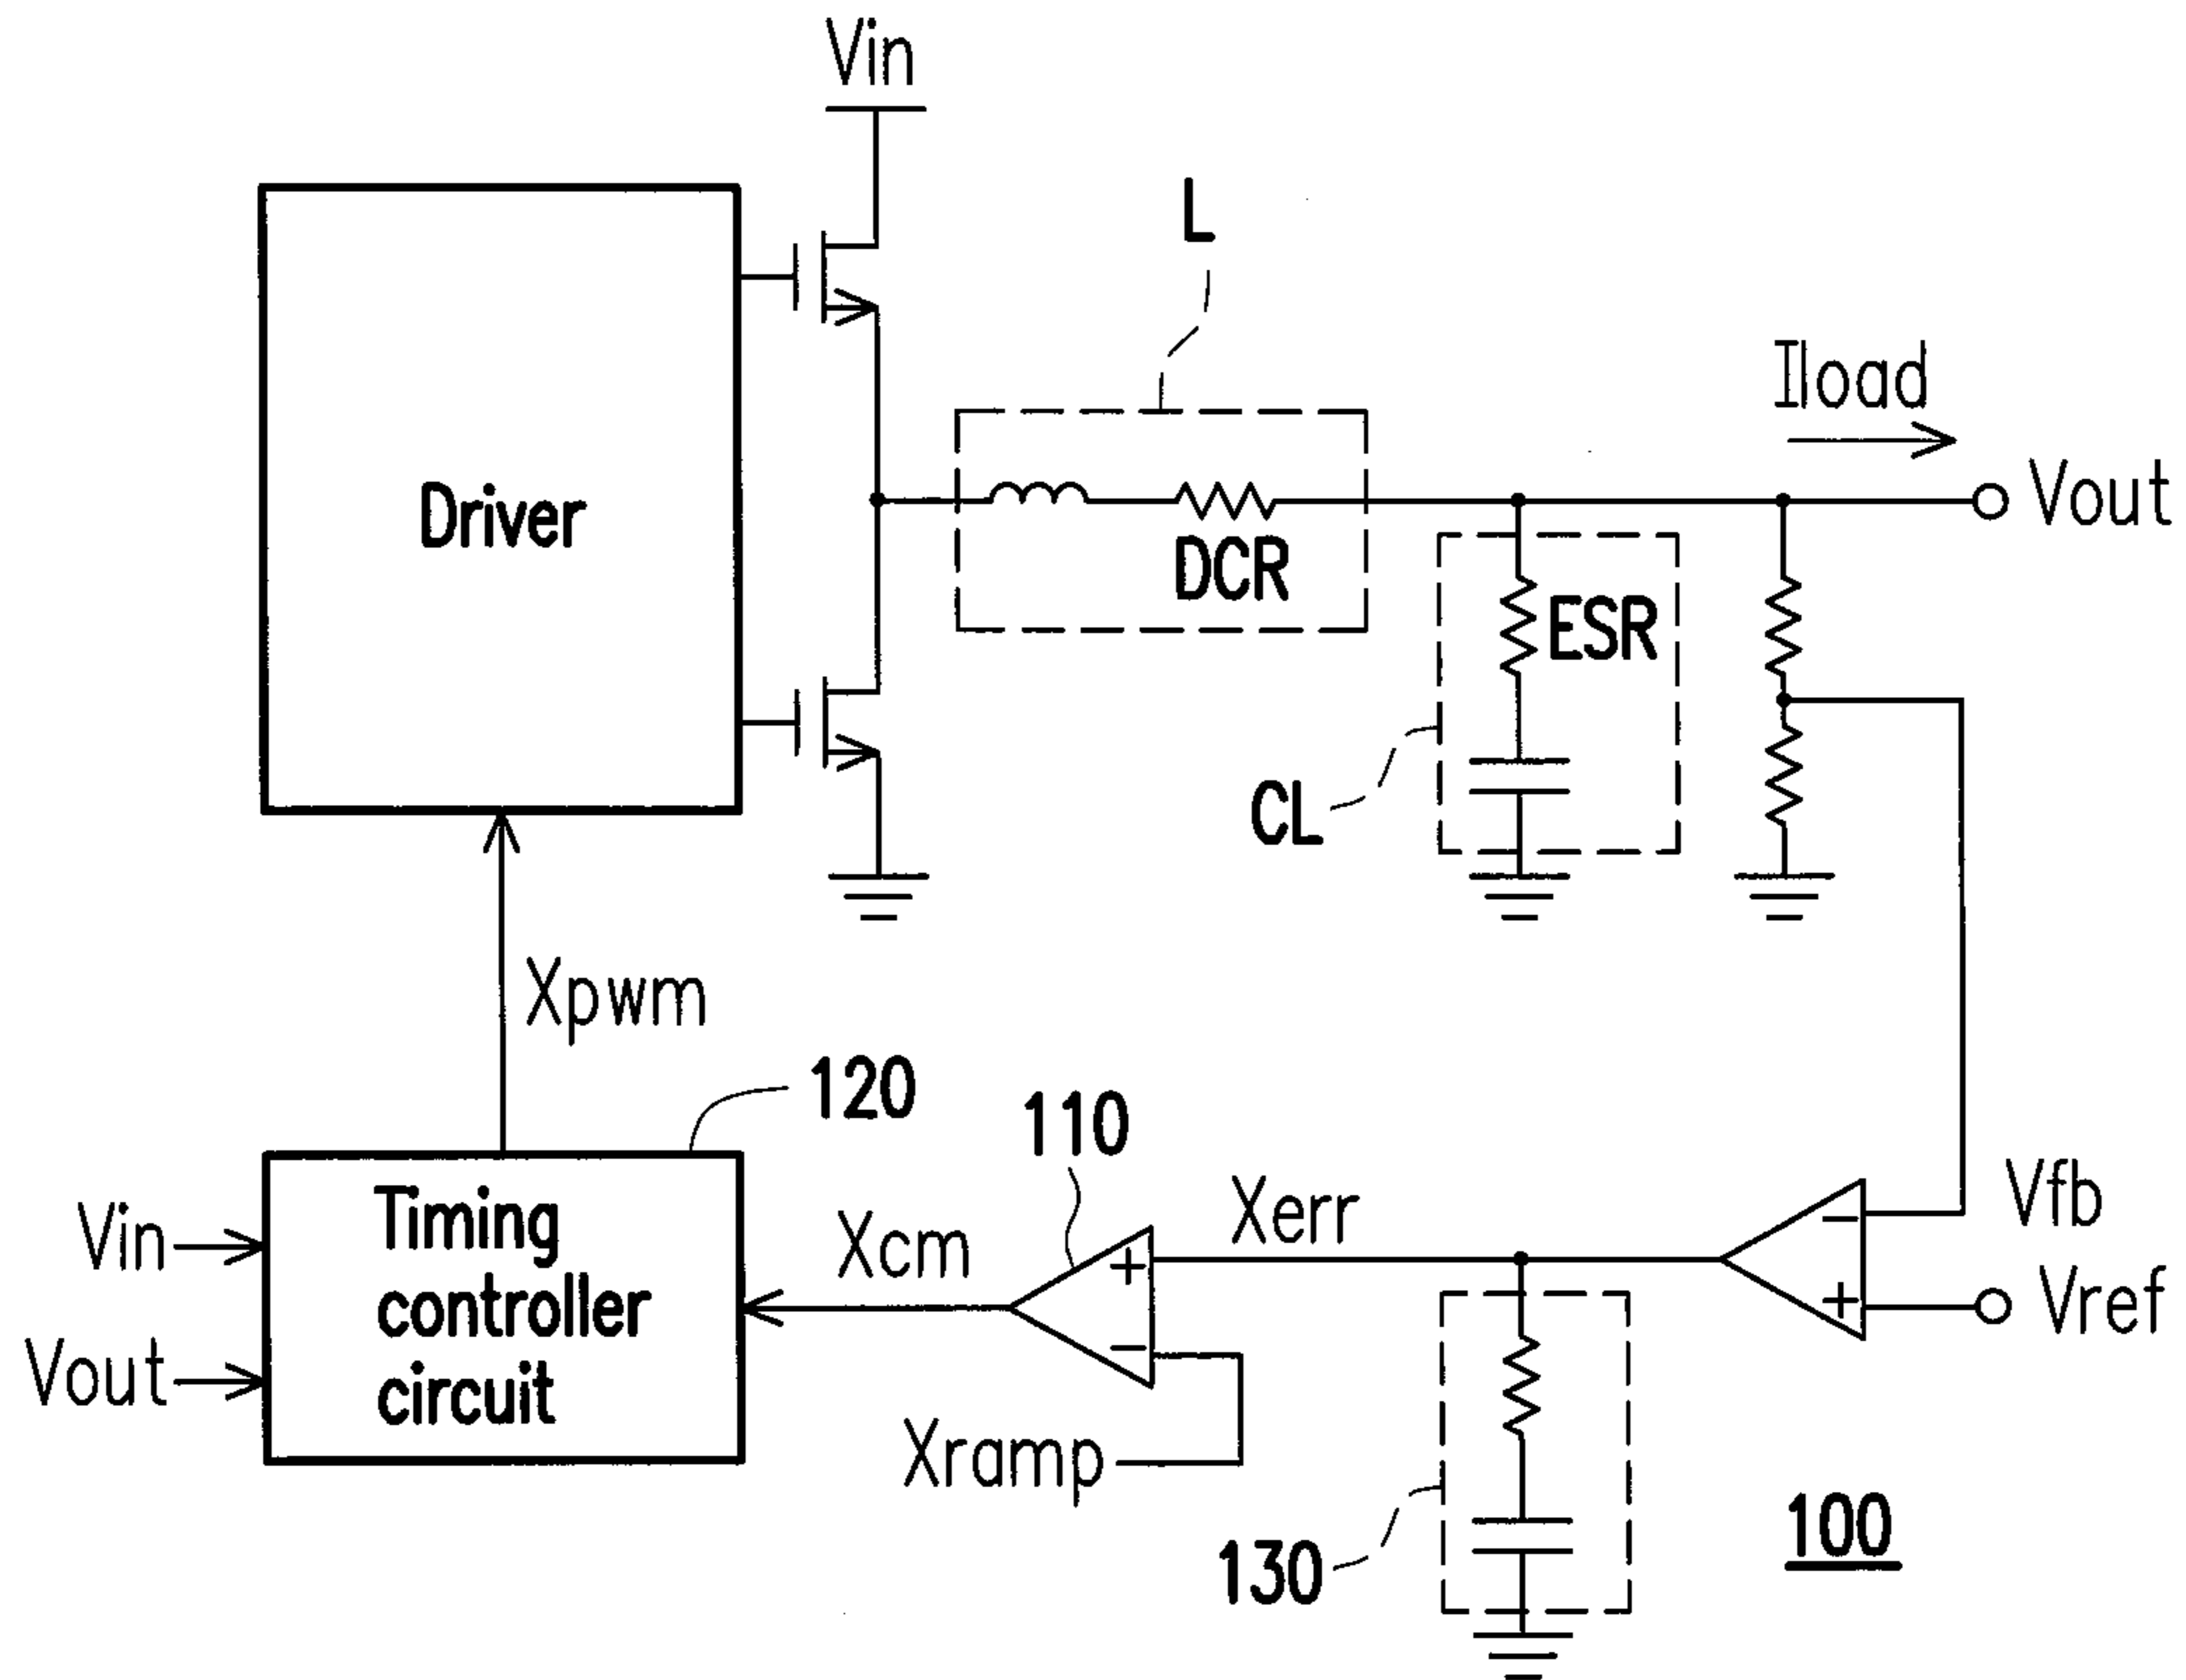 Vin
L
Iload
Driver
Vout
DCR
ESR
CL
Xpwm
120
110
Timing
controller
circuit
Vin
Vout
Xcm
Xerr
Vfb
Vref
Xramp
130
100
+
−
−
+